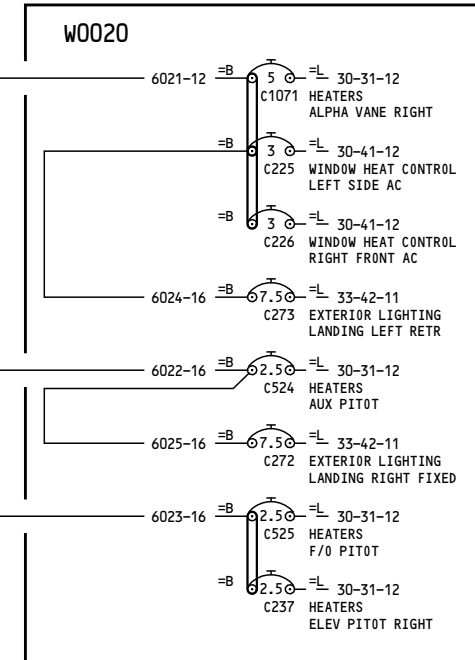 W0020
6021-12 =B 5 =L 30-31-12
C1071 HEATERS
ALPHA VANE RIGHT
=B 3 =L 30-41-12
C225 WINDOW HEAT CONTROL
LEFT SIDE AC
=B 3 =L 30-41-12
C226 WINDOW HEAT CONTROL
RIGHT FRONT AC
6024-16 =B 7.5 =L 33-42-11
C273 EXTERIOR LIGHTING
LANDING LEFT RETR
6022-16 =B 2.5 =L 30-31-12
C524 HEATERS
AUX PITOT
6025-16 =B 7.5 =L 33-42-11
C272 EXTERIOR LIGHTING
LANDING RIGHT FIXED
6023-16 =B 2.5 =L 30-31-12
C525 HEATERS
F/O PITOT
=B 2.5 =L 30-31-12
C237 HEATERS
ELEV PITOT RIGHT